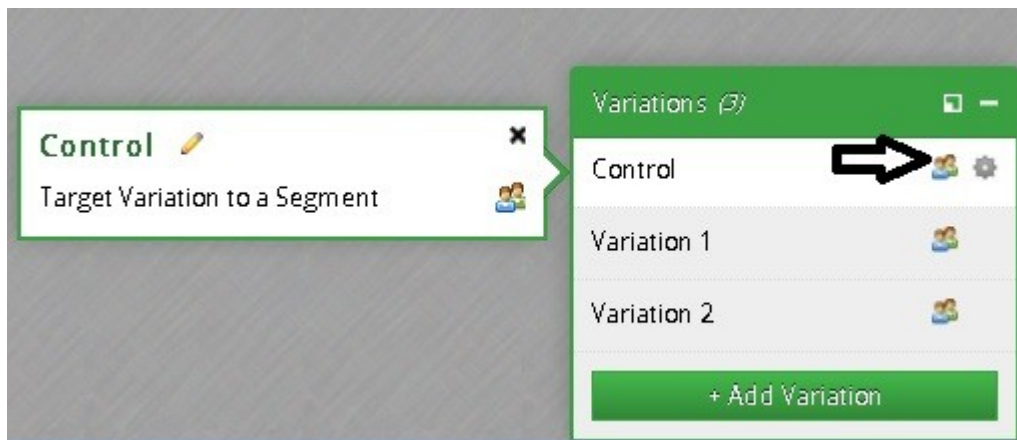 Control
Target Variation to a Segment
Variations (3)
Control
Variation 1
Variation 2
+ Add Variation